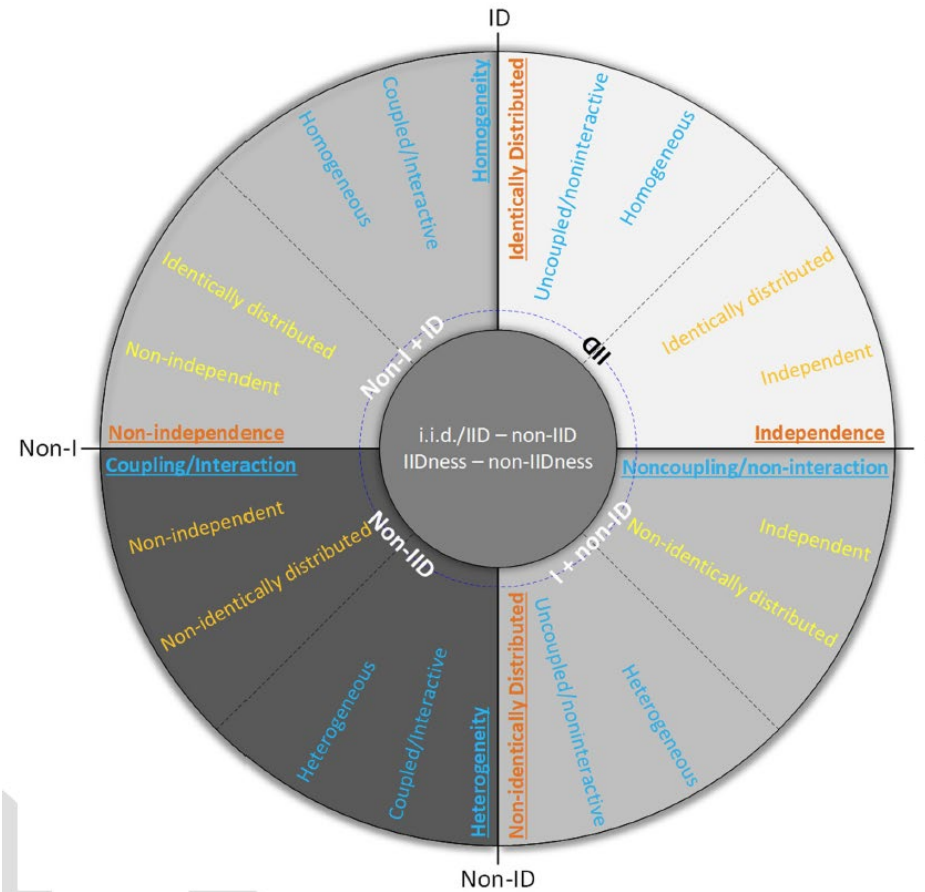 ID
Homogeneous
Coupled/Interactive
Homogeneity
Identically Distributed
Uncoupled/noninteractive
Homogeneous
Identically distributed
Non-independent
Non-I + ID
IID
Identically distributed
Independent
Non-I
Non-independence
Independence
i.i.d./IID – non-IID
IIDness – non-IIDness
Coupling/Interaction
Noncoupling/non-interaction
Non-independent
Non-identically distributed
Non-IID
I + non-ID
Independent
Non-identically distributed
Heterogeneous
Coupled/Interactive
Heterogeneity
Non-identically Distributed
Uncoupled/noninteractive
Heterogeneous
Non-ID